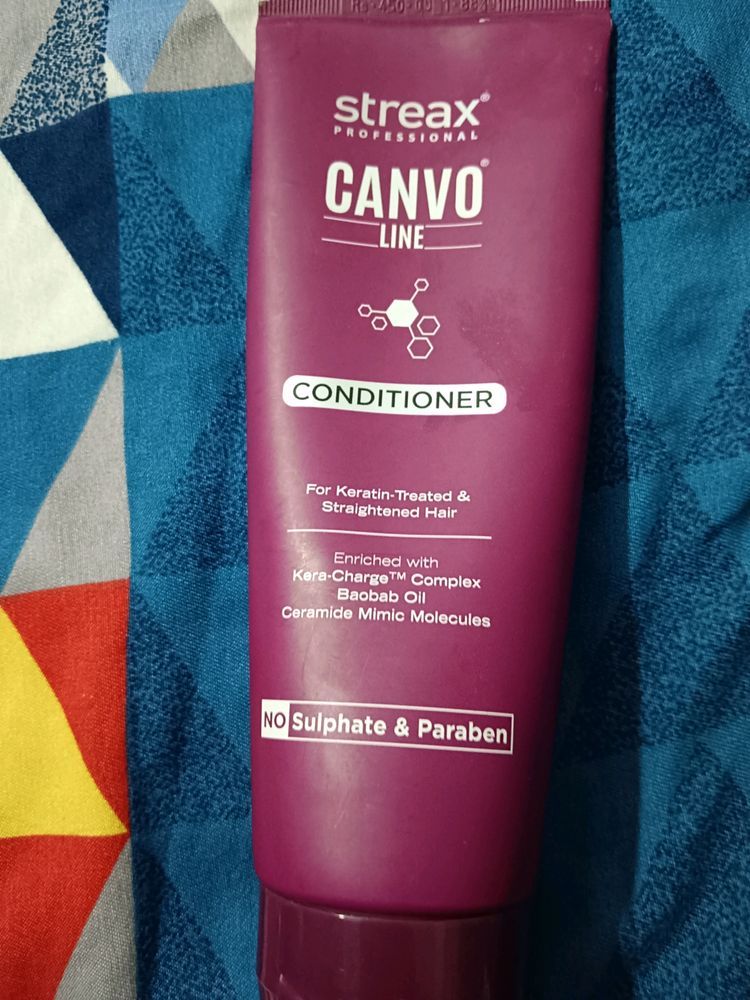 streax®
PROFESSIONAL
CANVO®
LINE
CONDITIONER
For Keratin-Treated &
Straightened Hair
Enriched with
Kera-Charge™ Complex
Baobab Oil
Ceramide Mimic Molecules
NO Sulphate & Paraben